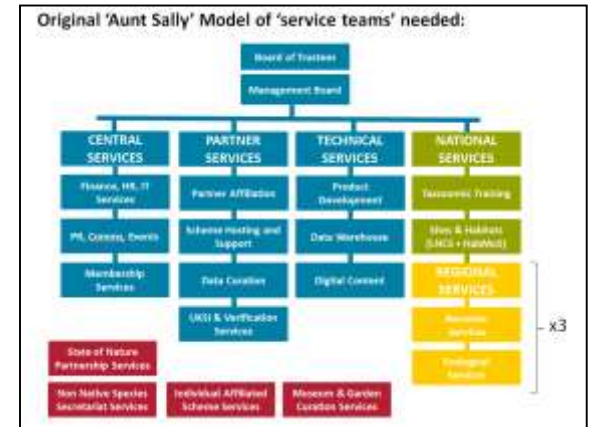 Original 'Aunt Sally' Model of 'service teams' needed:
Board of Trustees
Management Board
CENTRAL
SERVICES
PARTNER
SERVICES
TECHNICAL
SERVICES
NATIONAL
SERVICES
Finance, HR, IT
Services
Partner Affiliation
Product
Development
Taxonomic Training
PR, Comms, Events
Scheme Hosting and
Support
Data Warehouse
Sites & Habitats
Membership
Services
Data Curation
Digital Content
REGIONAL
SERVICES
UKSI & Verification
Services
Services
Services
x3
State of Nature
Partnership Services
Non Native Species
Secretariat Services
Individual Affiliated
Scheme Services
Museum & Garden
Curation Services